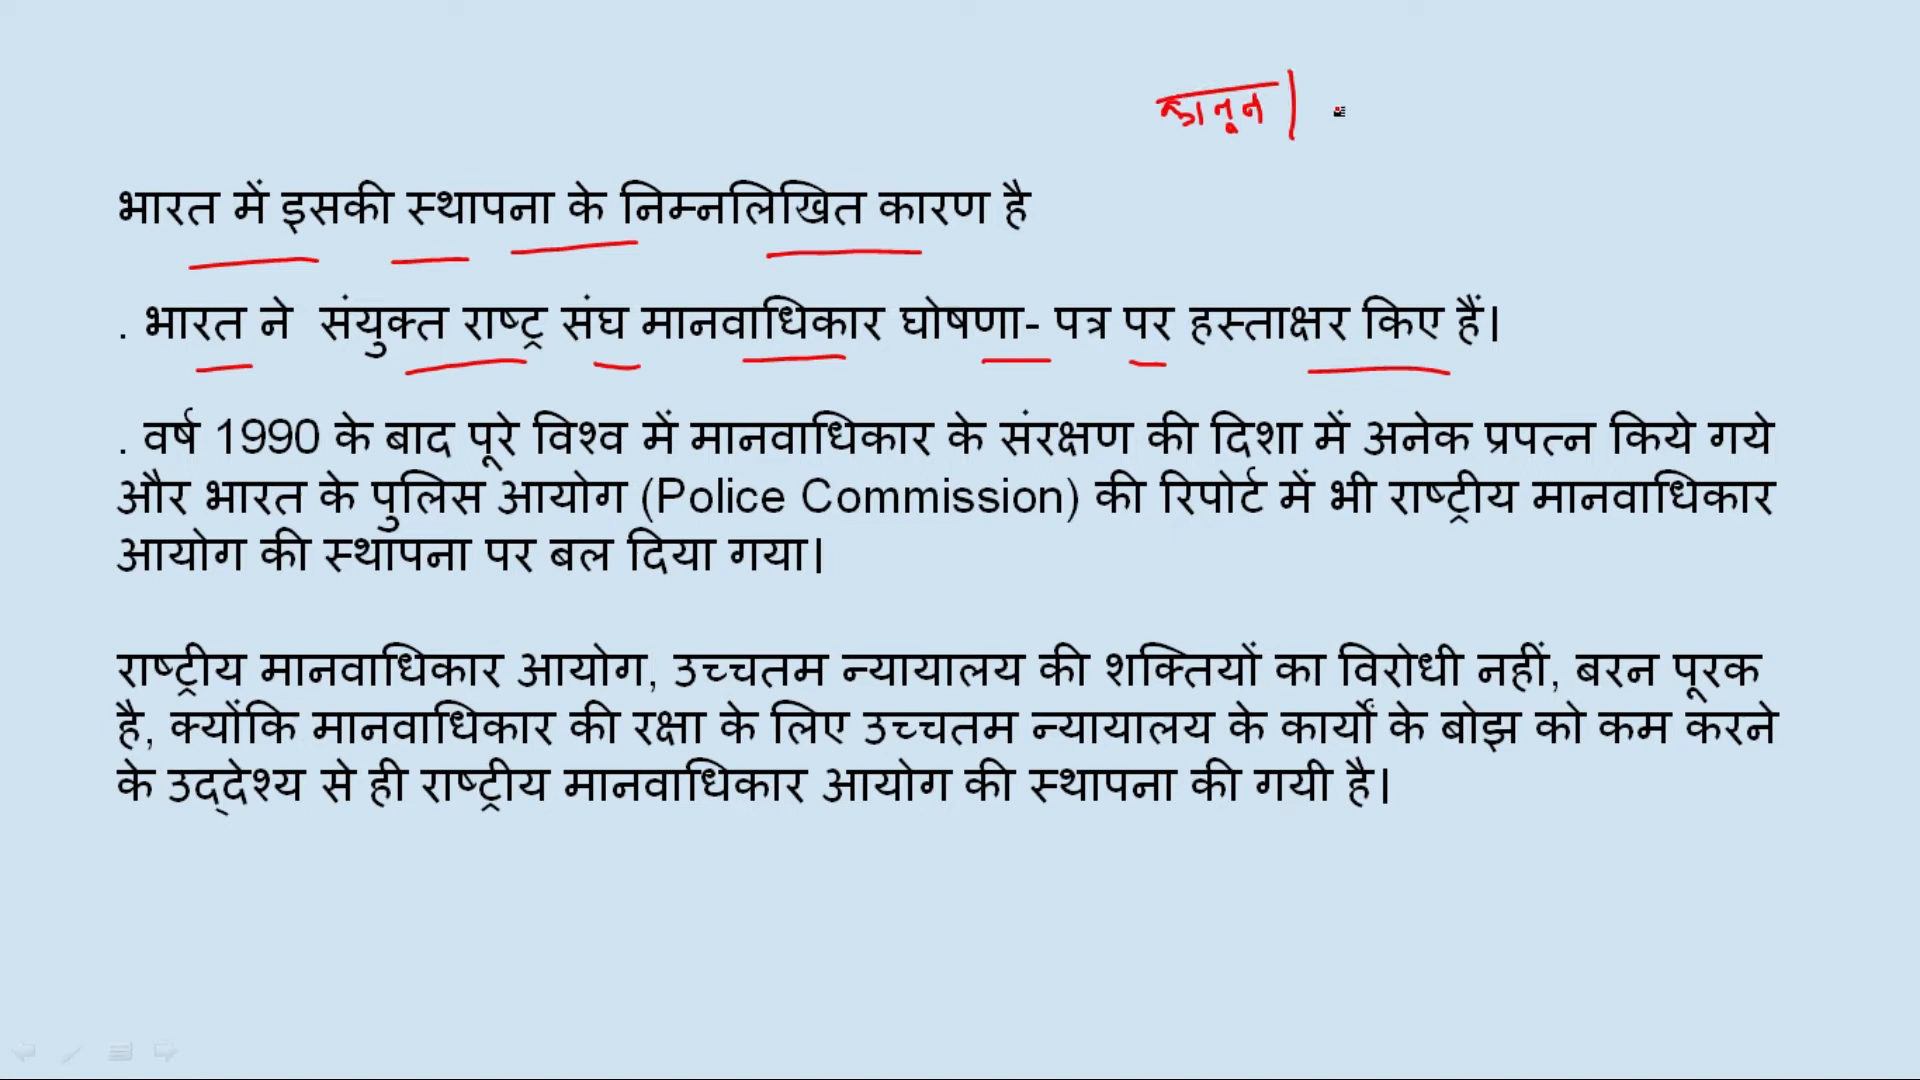 कानून।
भारत में इसकी स्थापना के निम्नलिखित कारण है
. भारत ने संयुक्त राष्ट्र संघ मानवाधिकार घोषणा- पत्र पर हस्ताक्षर किए हैं।
. वर्ष 1990 के बाद पूरे विश्व में मानवाधिकार के संरक्षण की दिशा में अनेक प्रपत्न किये गये
और भारत के पुलिस आयोग (Police Commission) की रिपोर्ट में भी राष्ट्रीय मानवाधिकार
आयोग की स्थापना पर बल दिया गया।
राष्ट्रीय मानवाधिकार आयोग, उच्चतम न्यायालय की शक्तियों का विरोधी नहीं, बरन पूरक
है, क्योंकि मानवाधिकार की रक्षा के लिए उच्चतम न्यायालय के कार्यों के बोझ को कम करने
के उद्देश्य से ही राष्ट्रीय मानवाधिकार आयोग की स्थापना की गयी है।